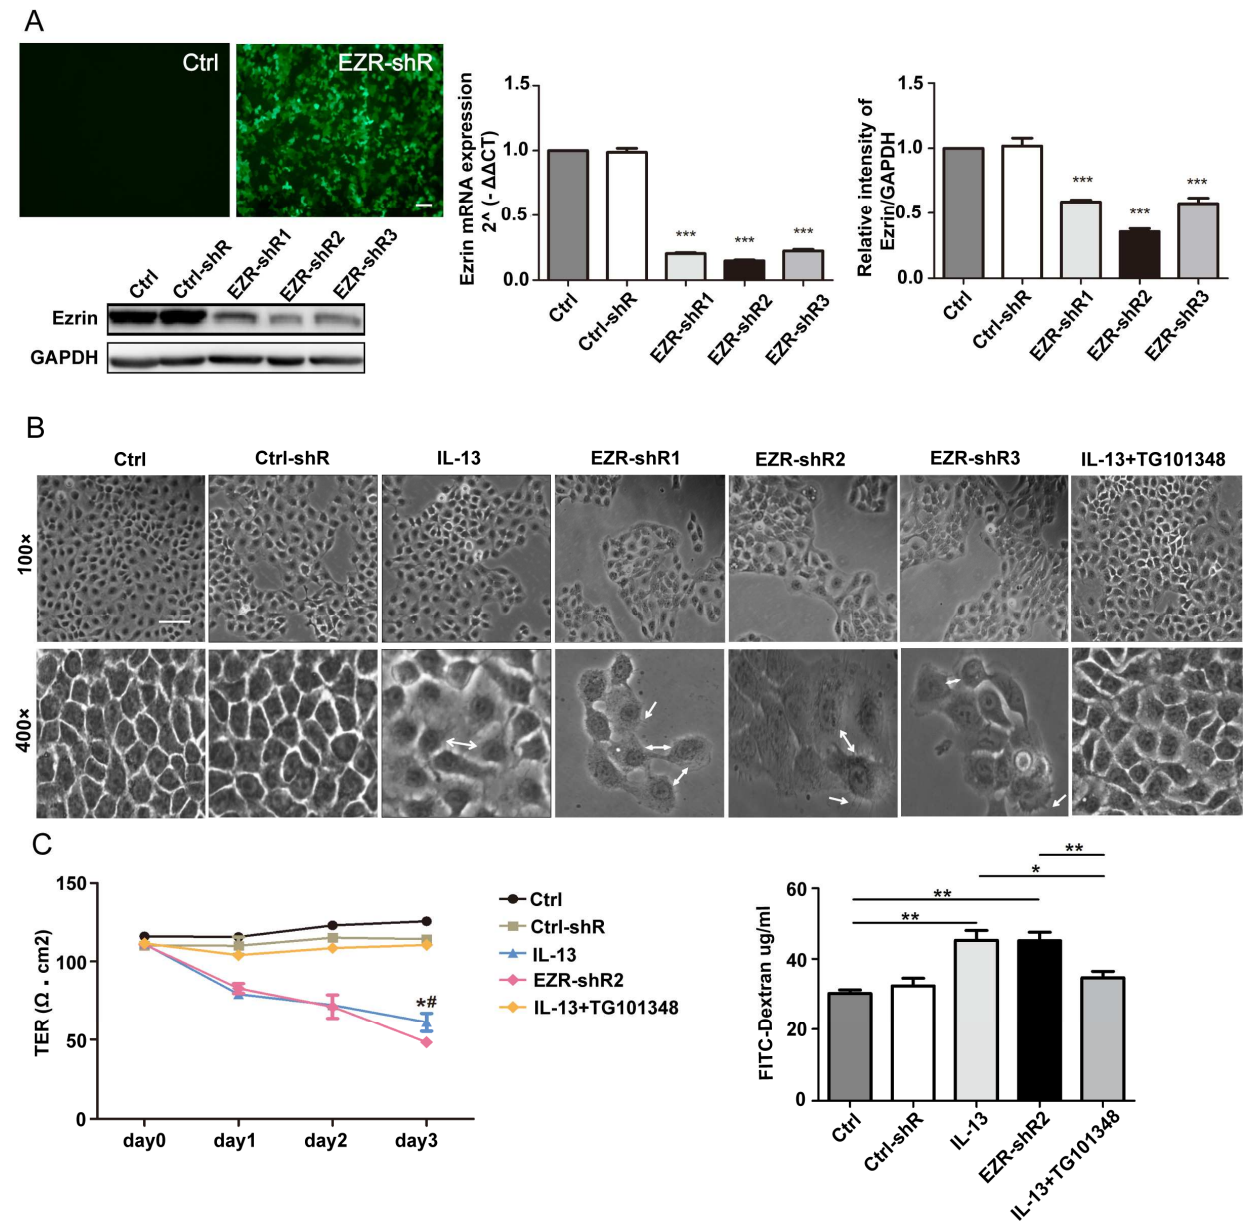 A
Ctrl
EZR-shR
Ctrl
Ctrl-shR
EZR-shR1
EZR-shR2
EZR-shR3
Ezrin
GAPDH
Ezrin mRNA expression
2^ (- ΔΔCT)
1.5
1.0
0.5
0.0
***
***
***
Ctrl
Ctrl-shR
EZR-shR1
EZR-shR2
EZR-shR3
Relative intensity of
Ezrin/GAPDH
1.5
1.0
0.5
0.0
***
***
***
Ctrl
Ctrl-shR
EZR-shR1
EZR-shR2
EZR-shR3
B
Ctrl
Ctrl-shR
IL-13
EZR-shR1
EZR-shR2
EZR-shR3
IL-13+TG101348
100×
400×
C
TER (Ω . cm2)
150
100
50
0
day0
day1
day2
day3
*#
Ctrl
Ctrl-shR
IL-13
EZR-shR2
IL-13+TG101348
FITC-Dextran ug/ml
60
40
20
0
**
*
**
**
Ctrl
Ctrl-shR
IL-13
EZR-shR2
IL-13+TG101348